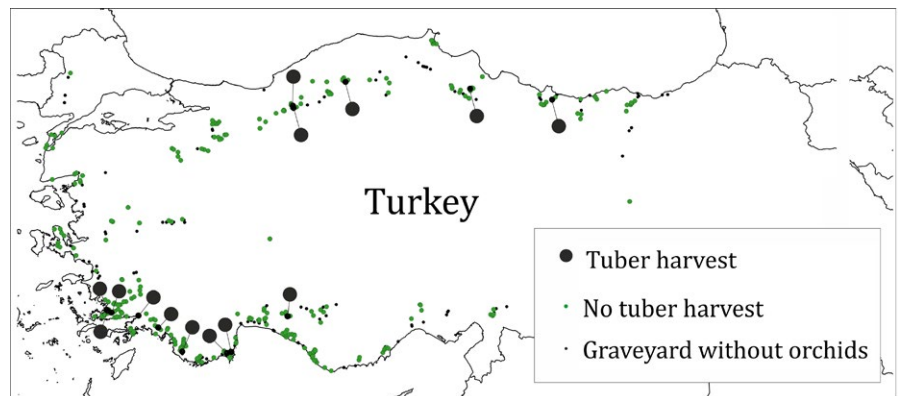 Turkey
Tuber harvest
No tuber harvest
Graveyard without orchids